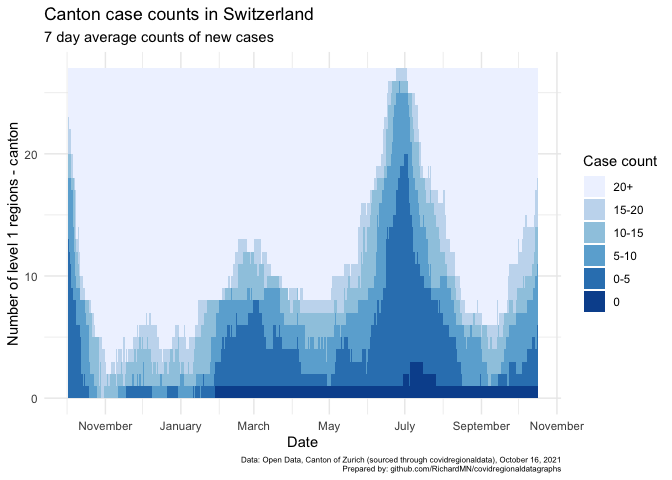 Canton case counts in Switzerland
7 day average counts of new cases
Number of level 1 regions - canton
20
10
0
November
January
March
May
July
September
November
Date
Case count
20+
15-20
10-15
5-10
0-5
0
Data: Open Data, Canton of Zurich (sourced through covidregionaldata), October 16, 2021
Prepared by: github.com/RichardMN/covidregionaldatagraphs